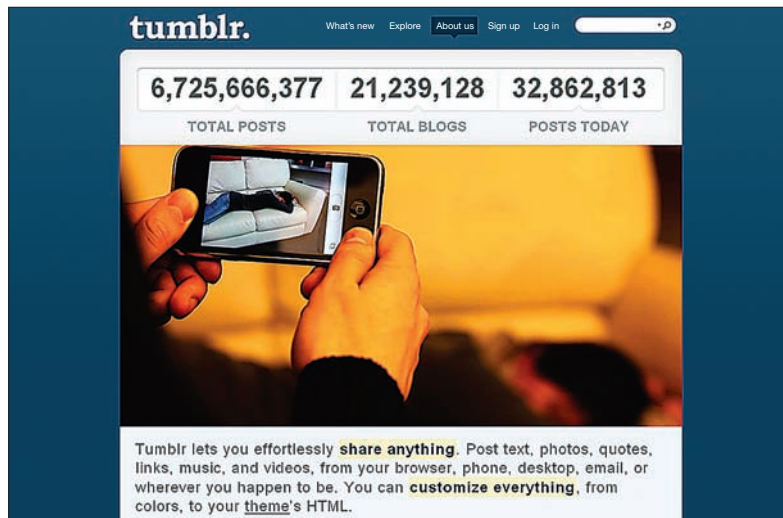 tumblr.
What's new Explore About us Sign up Log in
6,725,666,377 21,239,128 32,862,813
TOTAL POSTS TOTAL BLOGS POSTS TODAY
Tumblr lets you effortlessly share anything. Post text, photos, quotes,
links, music, and videos, from your browser, phone, desktop, email, or
wherever you happen to be. You can customize everything, from
colors, to your theme's HTML.